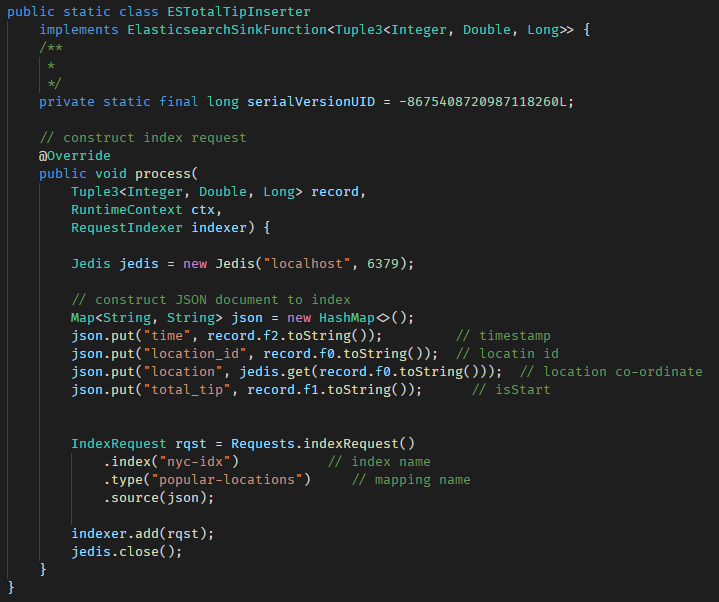 public static class ESTotalTipInserter
    implements ElasticsearchSinkFunction<Tuple3<Integer, Double, Long>> {
    /**
     *
     */
    private static final long serialVersionUID = -8675408720987118260L;

    // construct index request
    @Override
    public void process(
        Tuple3<Integer, Double, Long> record,
        RuntimeContext ctx,
        RequestIndexer indexer) {

        Jedis jedis = new Jedis("localhost", 6379);

        // construct JSON document to index
        Map<String, String> json = new HashMap<>();
        json.put("time", record.f2.toString());         // timestamp
        json.put("location_id", record.f0.toString());  // locatin id
        json.put("location", jedis.get(record.f0.toString()));  // location co-ordinate
        json.put("total_tip", record.f1.toString());      // isStart


        IndexRequest rqst = Requests.indexRequest()
            .index("nyc-idx")           // index name
            .type("popular-locations")     // mapping name
            .source(json);

        indexer.add(rqst);
        jedis.close();
    }
}